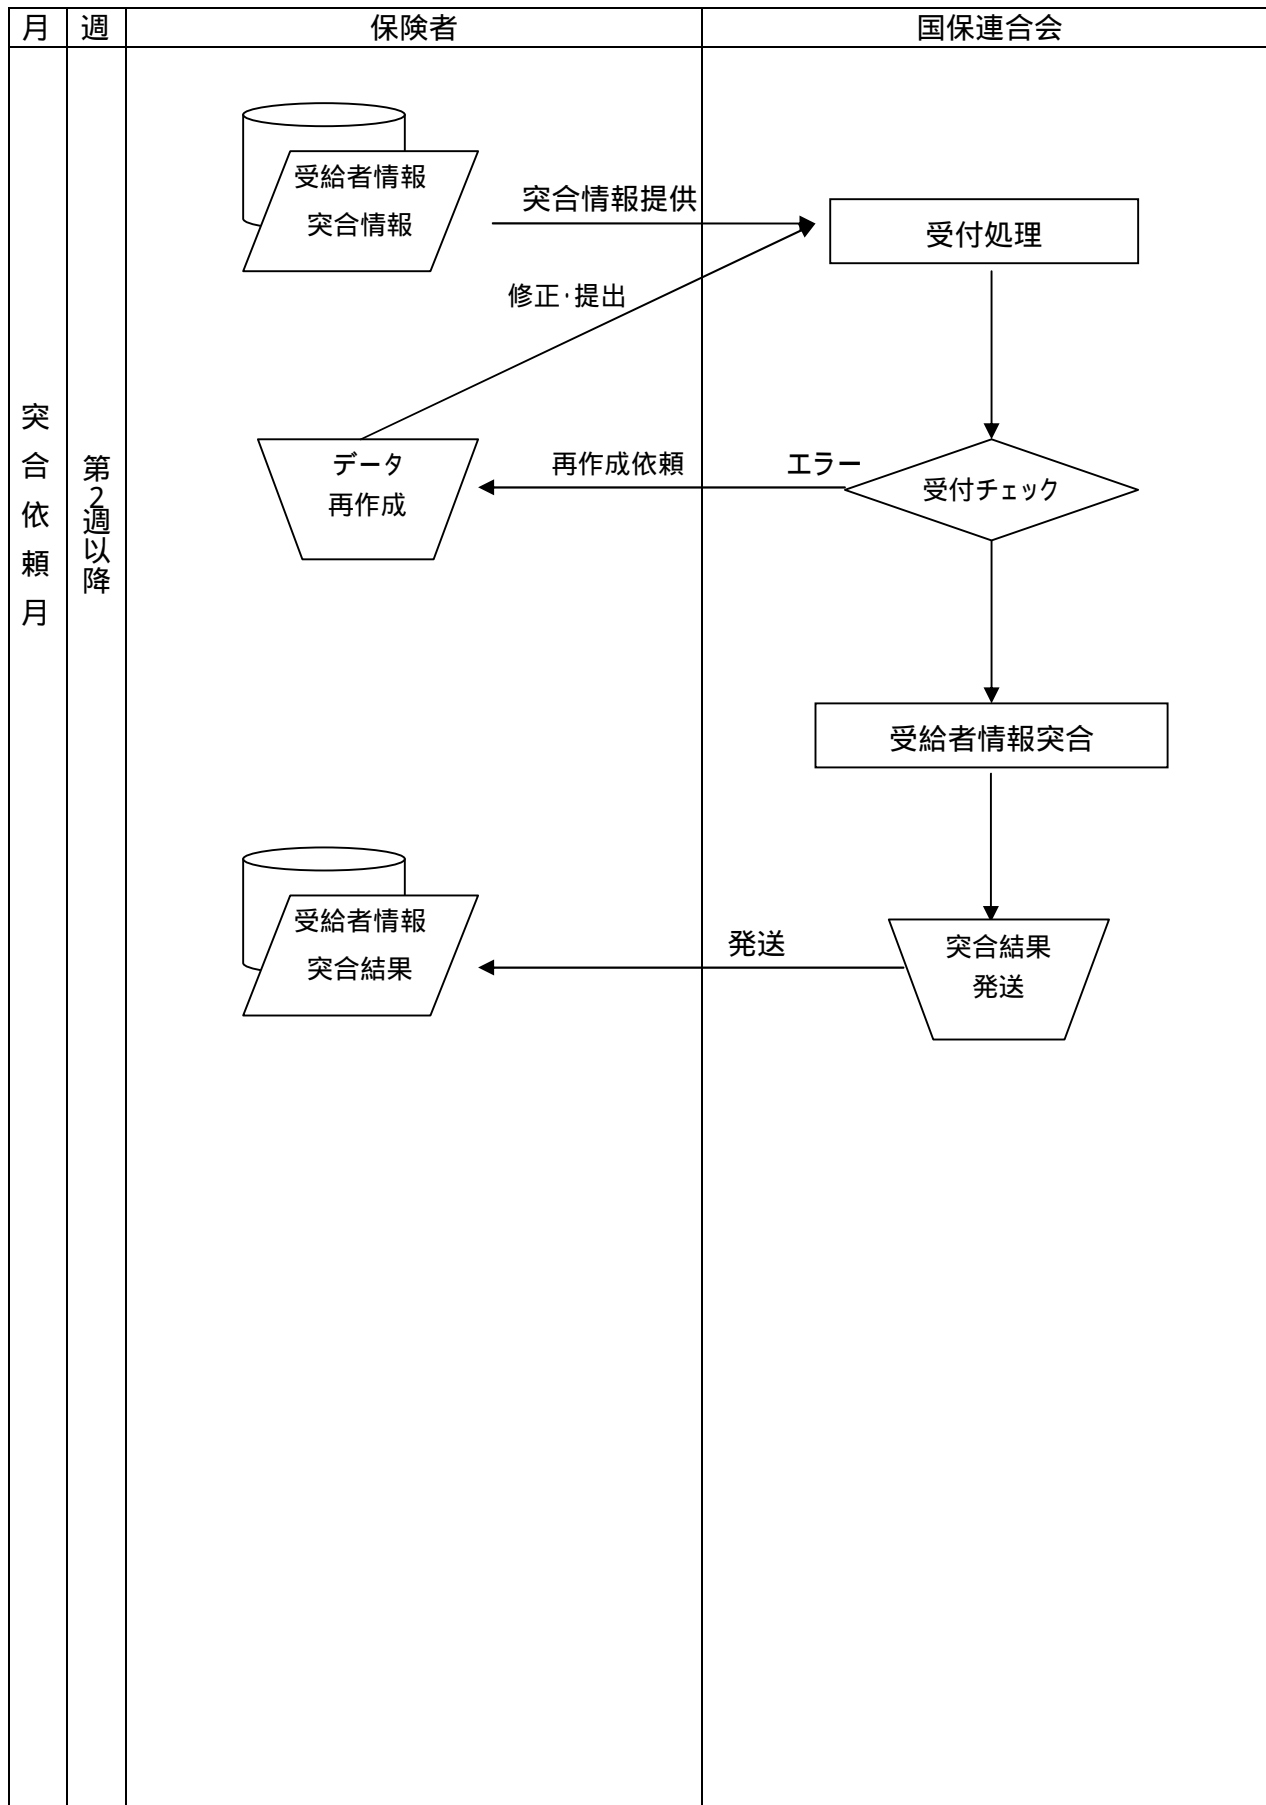 月
週
保険者
国保連合会
受給者情報
突合情報
突合情報提供
受付処理
修正・提出
突合依頼月
第2週以降
データ
再作成
再作成依頼
エラー
受付チェック
受給者情報突合
受給者情報
突合結果
発送
突合結果
発送